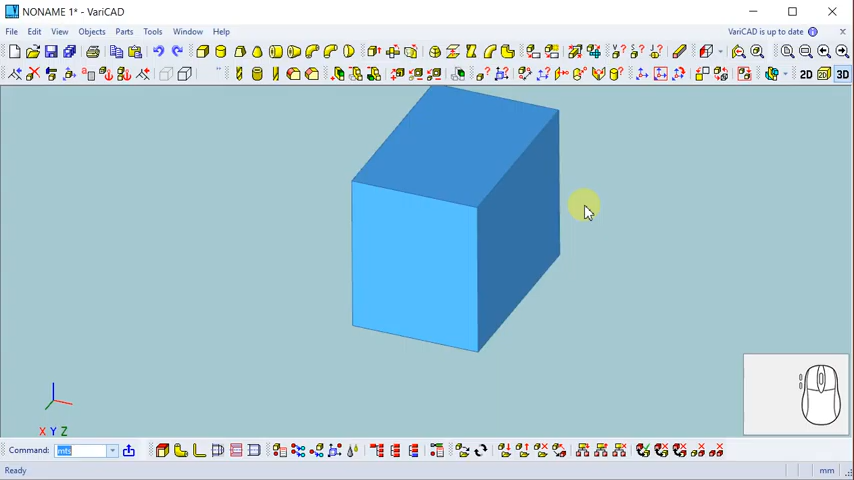 NONAME 1* - VariCAD
File Edit View Objects Parts Tools Window Help
VariCAD is up to date
2D 2D 3D
X Y Z
Command: mts
Ready
mm